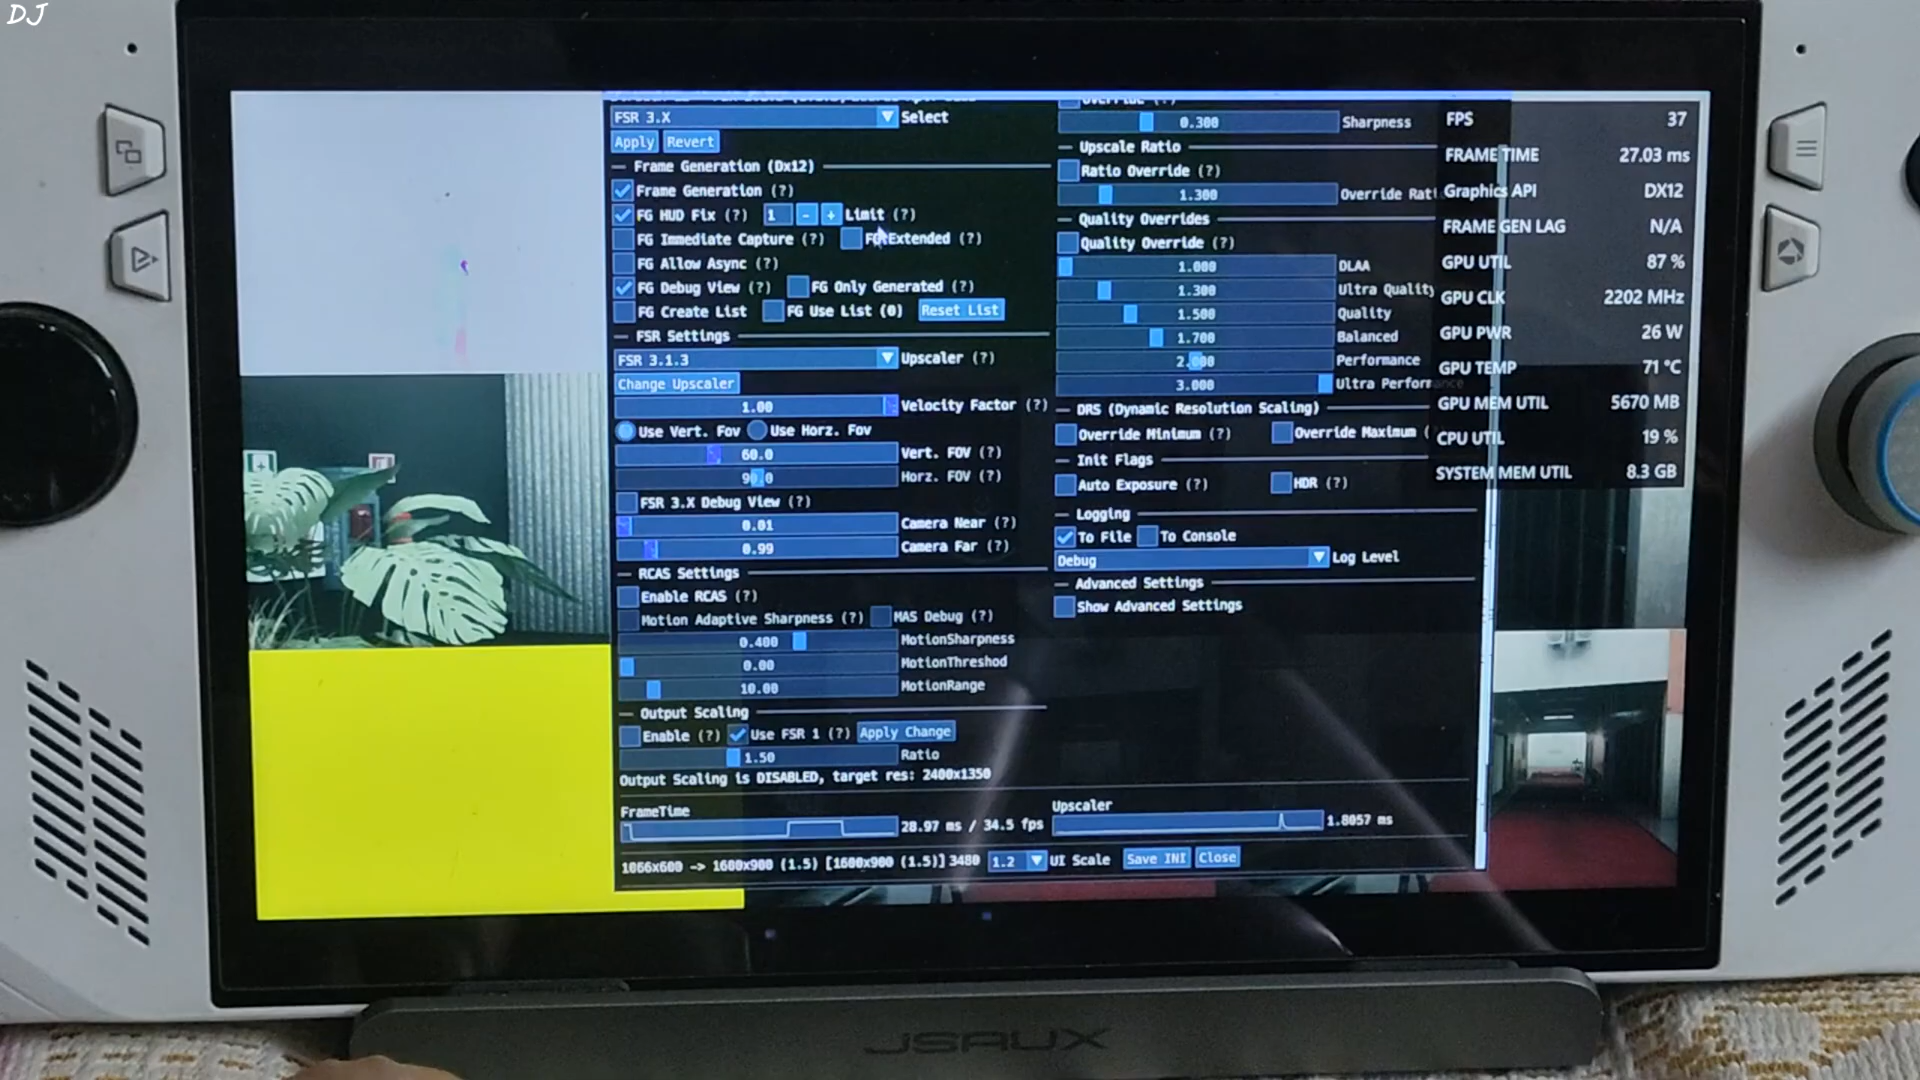 DJ
FSR 3.X Select
Apply Revert
Frame Generation (Dx12)
Frame Generation (?)
FG HUD Fix (?) 1 - + Limit (?)
FG Immediate Capture (?) FG Extended (?)
FG Allow Async (?)
FG Debug View (?) FG Only Generated (?)
FG Create List FG Use List (0) Reset List
FSR Settings
FSR 3.1.3 Upscaler (?)
Change Upscaler
1.00 Velocity Factor (?)
Use Vert. Fov Use Horz. Fov
60.0 Vert. FOV (?)
90.0 Horz. FOV (?)
FSR 3.X Debug View (?)
0.01 Camera Near (?)
0.99 Camera Far (?)
RCAS Settings
Enable RCAS (?)
Motion Adaptive Sharpness (?) MAS Debug (?)
0.400 MotionSharpness
0.00 MotionThreshod
10.00 MotionRange
Output Scaling
Enable (?) Use FSR 1 (?) Apply Change
1.50 Ratio
Output Scaling is DISABLED, target res: 2400x1350
FrameTime
28.97 ms / 34.5 fps
1066x600 -> 1600x900 (1.5) [1600x900 (1.5)] 3480 1.2 UI Scale Save INI Close
Override (?)
0.300 Sharpness
Upscale Ratio
Ratio Override (?)
1.300 Override Rati
Quality Overrides
Quality Override (?)
1.000 DLAA
1.300 Ultra Quality
1.500 Quality
1.700 Balanced
2.000 Performance
3.000 Ultra Performance
DRS (Dynamic Resolution Scaling)
Override Minimum (?) Override Maximum (
Init Flags
Auto Exposure (?) HDR (?)
Logging
To File To Console
Debug Log Level
Advanced Settings
Show Advanced Settings
Upscaler
1.8057 ms
FPS 37
FRAME TIME 27.03 ms
Graphics API DX12
FRAME GEN LAG N/A
GPU UTIL 87 %
GPU CLK 2202 MHz
GPU PWR 26 W
GPU TEMP 71 °C
GPU MEM UTIL 5670 MB
CPU UTIL 19 %
SYSTEM MEM UTIL 8.3 GB
JSAUX